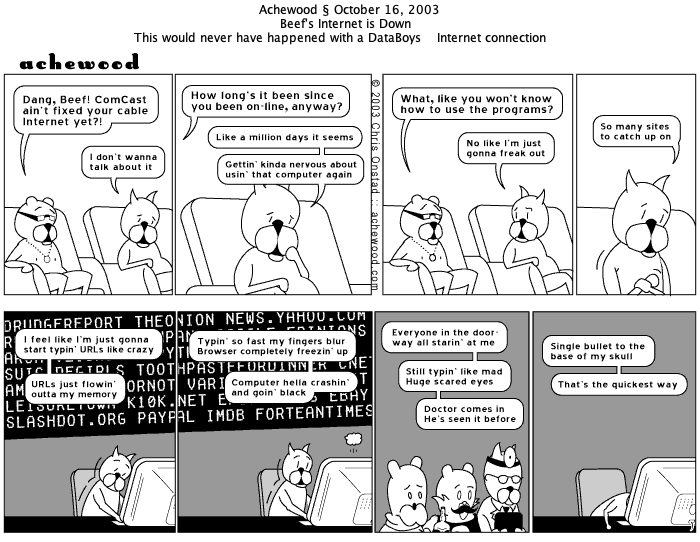 Achewood § October 16, 2003
Beef's Internet is Down
This would never have happened with a DataBoys Internet connection
achewood
Dang, Beef! ComCast
ain't fixed your cable
Internet yet?!
I don't wanna
talk about it
How long's it been since
you been on-line, anyway?
Like a million days it seems
Gettin' kinda nervous about
usin' that computer again
© 2003 Chris Onstad :: achewood.com
What, like you won't know
how to use the programs?
No like I'm just
gonna freak out
So many sites
to catch up on
DRUDGEREPORT THEONION NEWS.YAHOO.COM
I feel like I'm just gonna
start typin' URLs like crazy
URLs just flowin'
outta my memory
Typin' so fast my fingers blur
Browser completely freezin' up
Computer hella crashin'
and goin' black
SUICIDEGIRLS TOOTHPASTEFORDINNER CNET
K10K.NET EBAY
SLASHDOT.ORG PAYPAL IMDB FORTEANTIMES
Everyone in the door-
way all starin' at me
Still typin' like mad
Huge scared eyes
Doctor comes in
He's seen it before
Single bullet to the
base of my skull
That's the quickest way